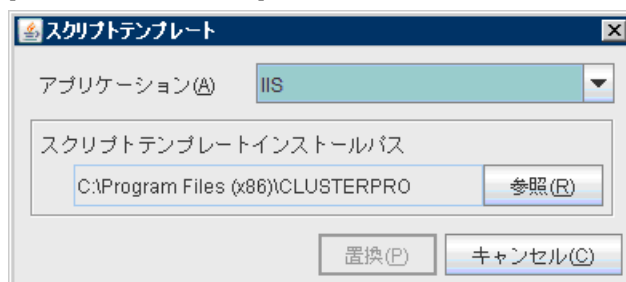 スクリプトテンプレート
アプリケーション(A) IIS
スクリプトテンプレートインストールパス
C:\Program Files (x86)\CLUSTERPRO 参照(R)
置換(P) キャンセル(C)